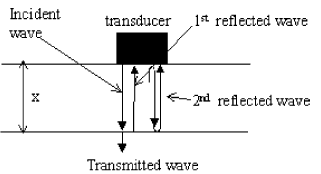 Incident
wave
transducer
1st reflected wave
X
2nd reflected wave
Transmitted wave